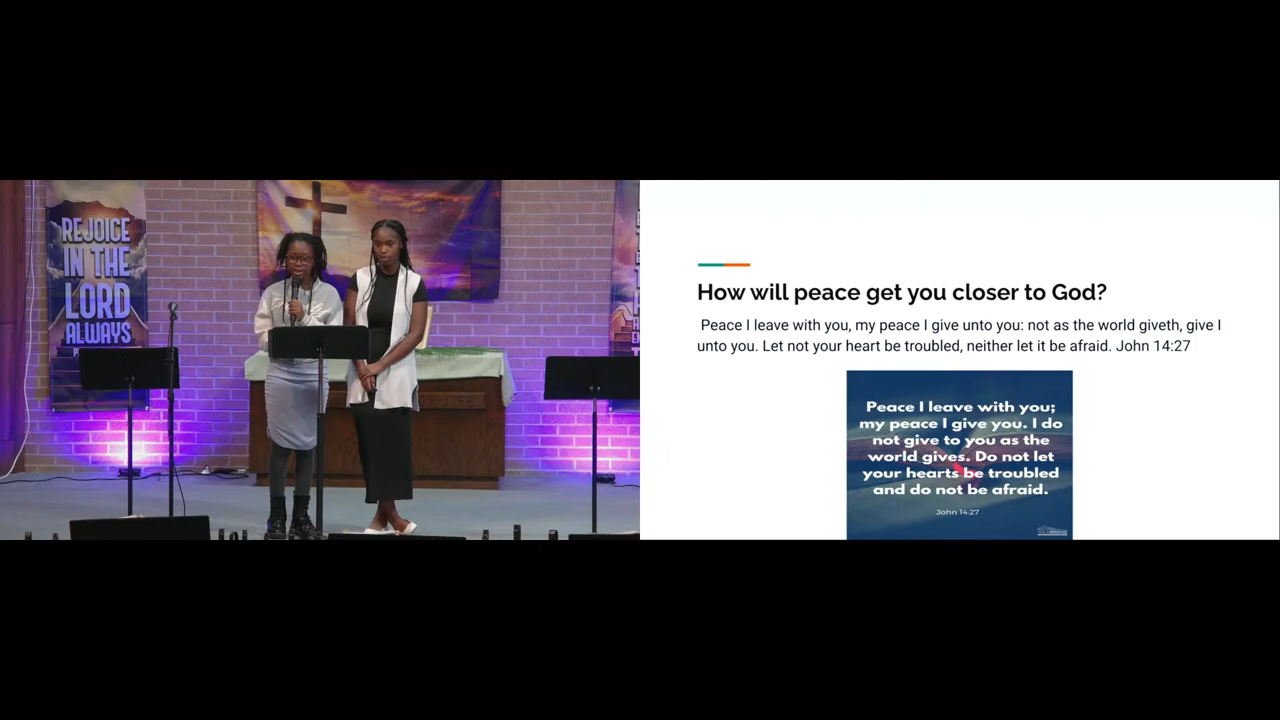 REJOICE
IN THE
LORD
ALWAYS
How will peace get you closer to God?
Peace I leave with you, my peace I give unto you: not as the world giveth, give I
unto you. Let not your heart be troubled, neither let it be afraid. John 14:27
Peace I leave with you;
my peace I give you. I do
not give to you as the
world gives. Do not let
your hearts be troubled
and do not be afraid.
John 14:27